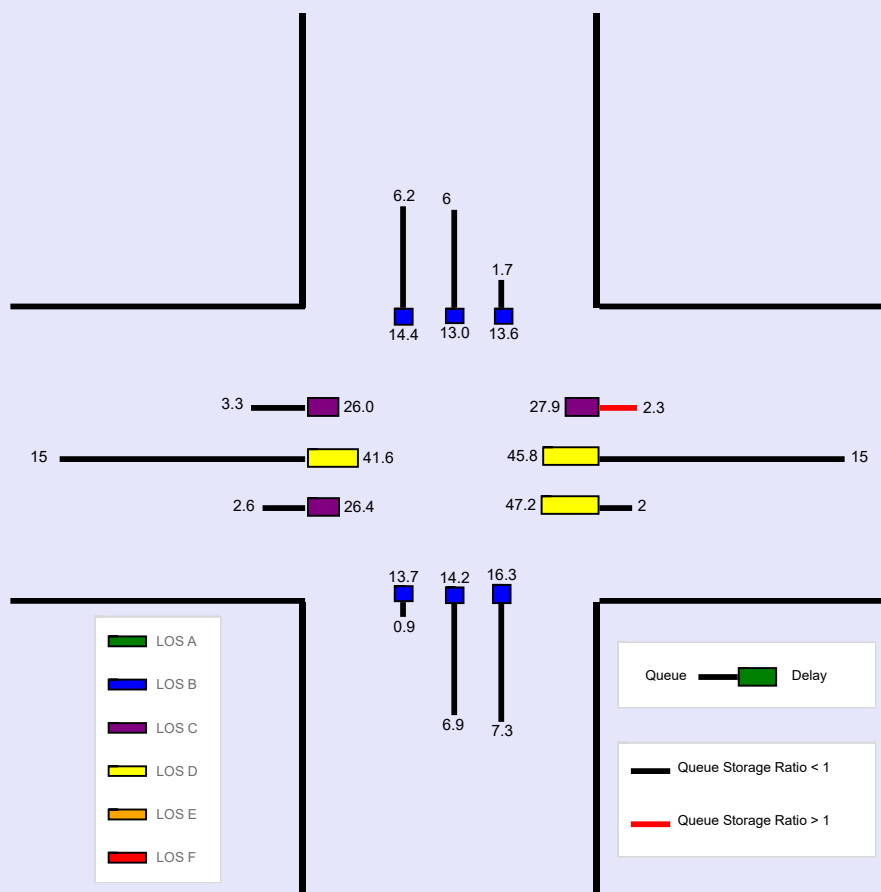 6.2
6
1.7
14.4
13.0
13.6
3.3
26.0
27.9
2.3
15
41.6
45.8
15
2.6
26.4
47.2
2
13.7
14.2
16.3
0.9
6.9
7.3
LOS A
LOS B
LOS C
LOS D
LOS E
LOS F
Queue
Delay
Queue Storage Ratio < 1
Queue Storage Ratio > 1